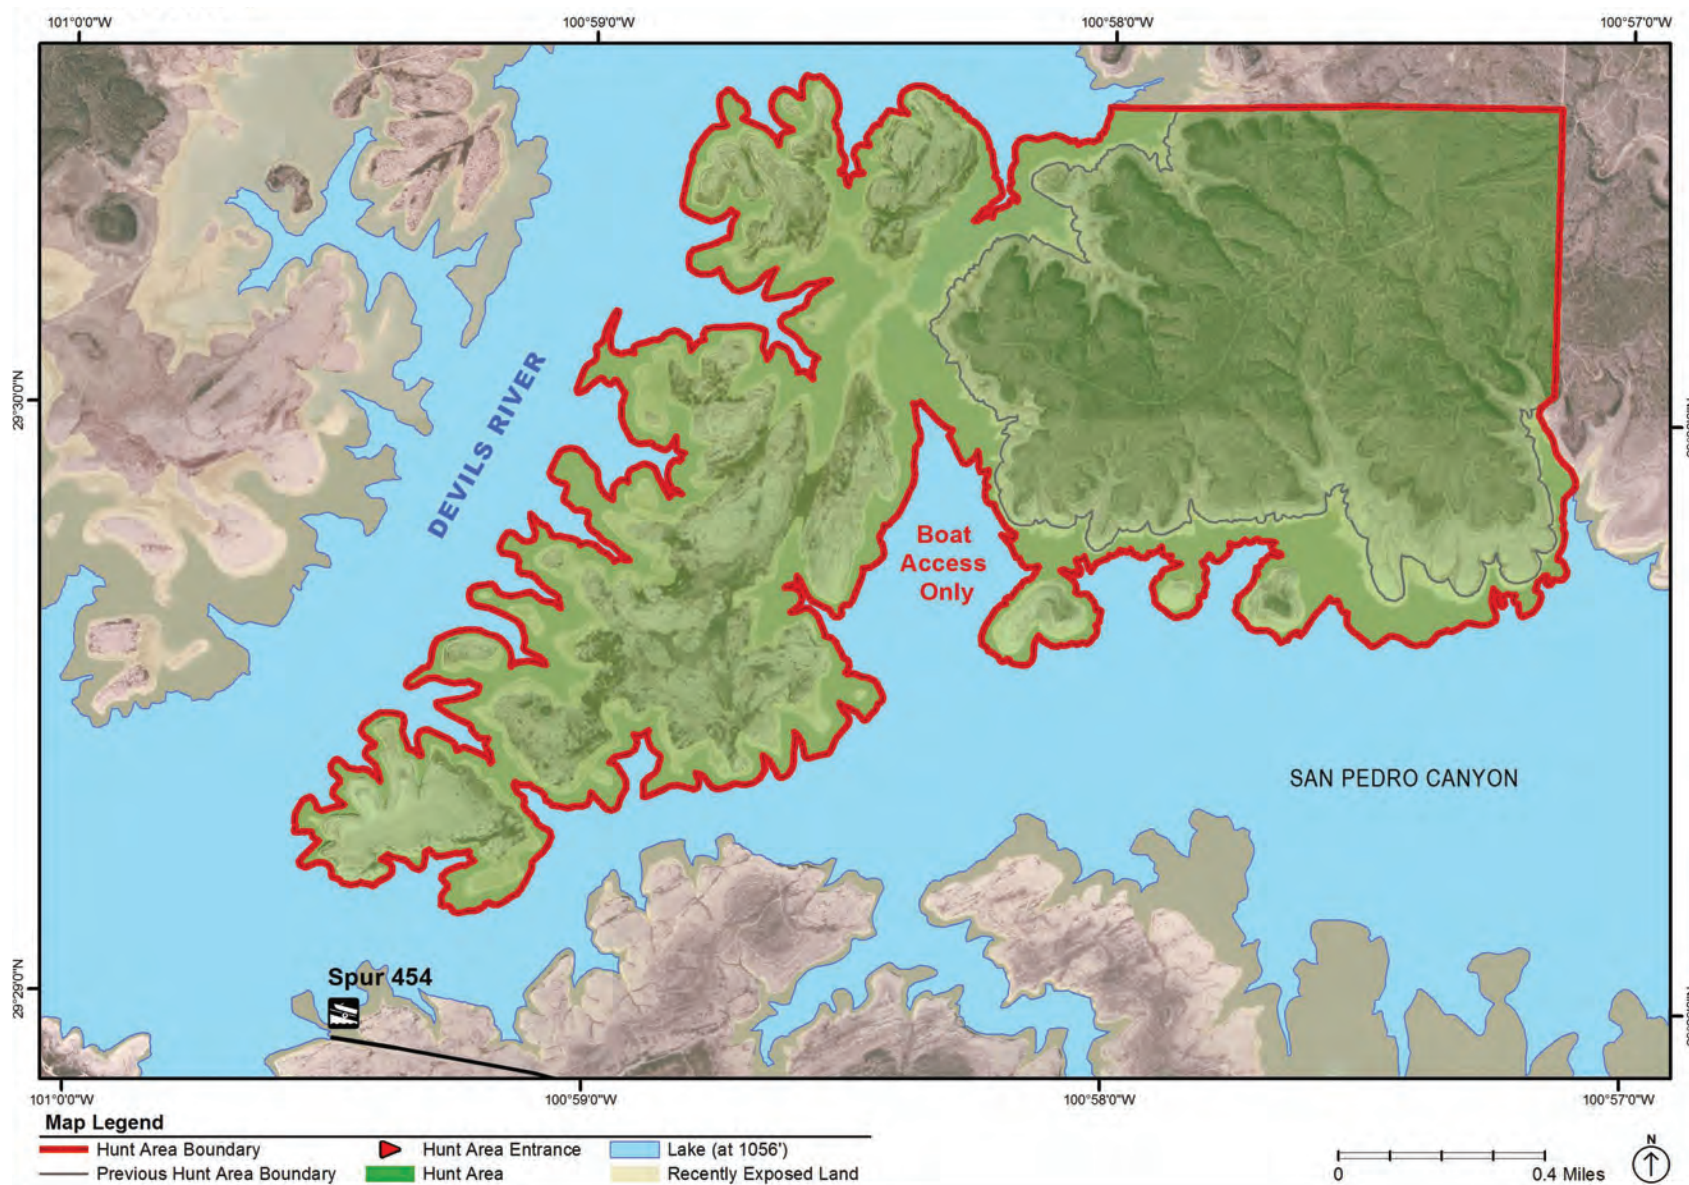 101°0'0"W 100°59'0"W 100°58'0"W 100°57'0"W
29°30'0"N
DEVILS RIVER
Boat
Access
Only
SAN PEDRO CANYON
29°29'0"N
Spur 454
101°0'0"W 100°59'0"W 100°58'0"W 100°57'0"W
Map Legend
Hunt Area Boundary
Hunt Area Entrance
Lake (at 1056')
Previous Hunt Area Boundary
Hunt Area
Recently Exposed Land
0 0.4 Miles
N